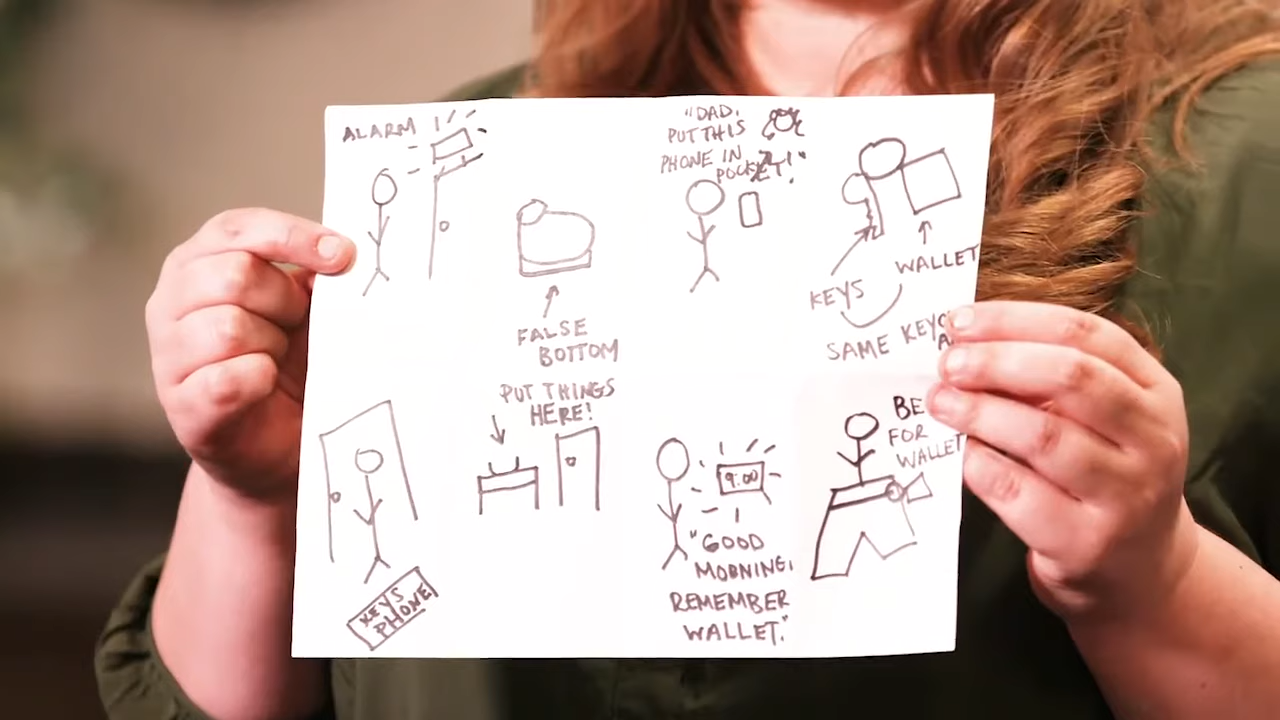 ALARM
"DAD,
PUT THIS
PHONE IN
POCKET!"
FALSE
BOTTOM
KEYS
WALLET
SAME KEYC
PUT THINGS
HERE!
KEYS
PHONE
9:00
"GOOD
MORNING,
REMEMBER
WALLET."
BE
FOR
WALLET